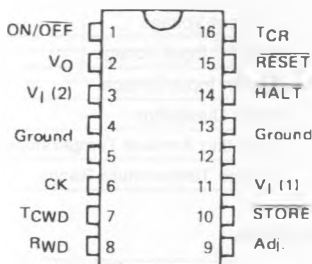 ON/OFF 1 16 TCR
VO 2 15 RESET
VI (2) 3 14 HALT
Ground 4 13 Ground
5 12
CK 6 11 VI (1)
TCWD 7 10 STORE
RWD 8 9 Adj.